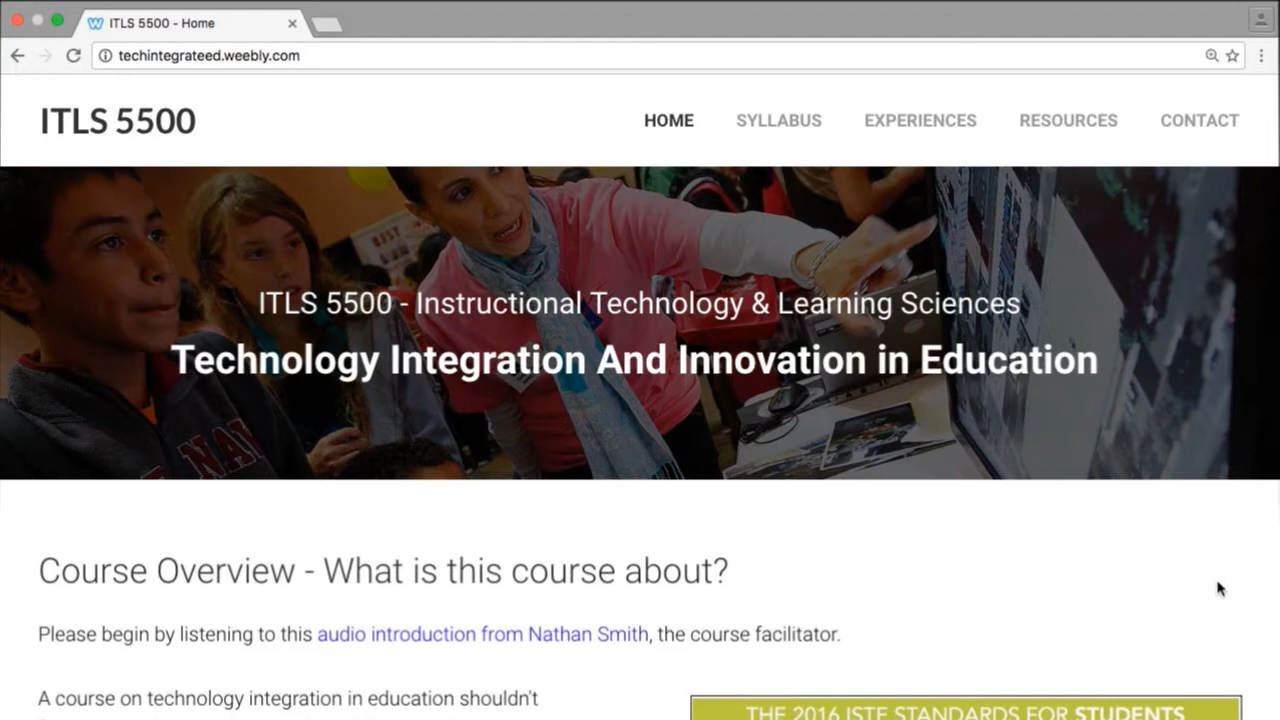 ITLS 5500 - Home
techintegrateed.weebly.com
ITLS 5500
HOME SYLLABUS EXPERIENCES RESOURCES CONTACT
ITLS 5500 - Instructional Technology & Learning Sciences
Technology Integration And Innovation in Education
Course Overview - What is this course about?
Please begin by listening to this audio introduction from Nathan Smith, the course facilitator.
A course on technology integration in education shouldn't
THE 2016 ISTE STANDARDS FOR STUDENTS